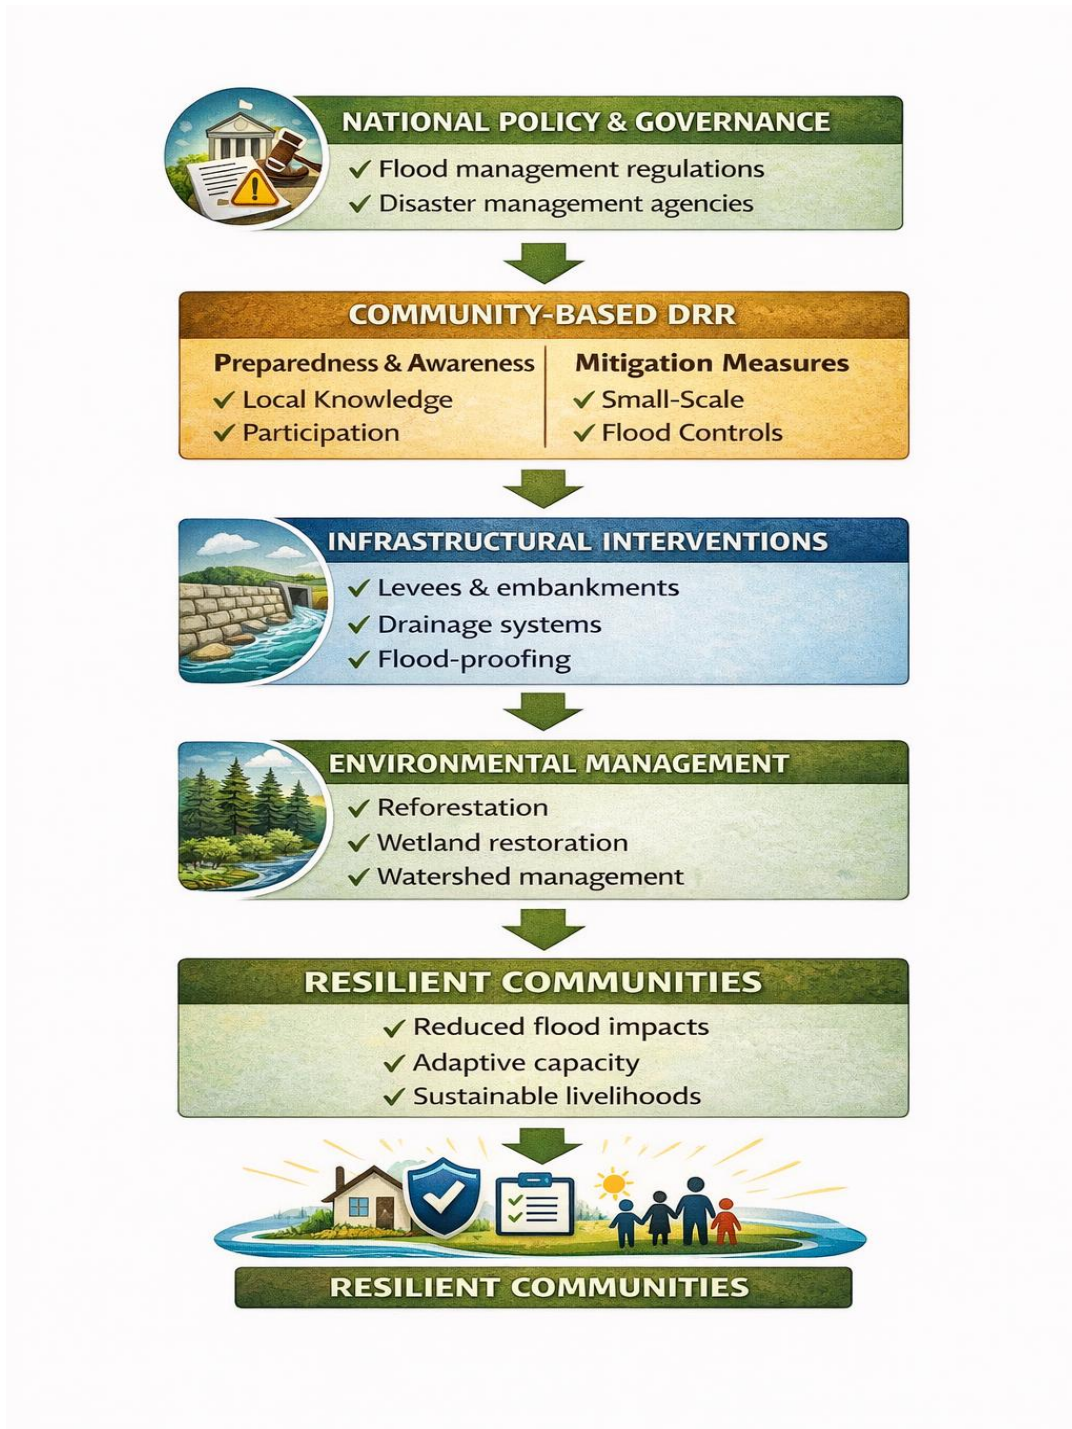 NATIONAL POLICY & GOVERNANCE
✓ Flood management regulations
✓ Disaster management agencies
COMMUNITY-BASED DRR
Preparedness & Awareness
✓ Local Knowledge
✓ Participation
Mitigation Measures
✓ Small-Scale
✓ Flood Controls
INFRASTRUCTURAL INTERVENTIONS
✓ Levees & embankments
✓ Drainage systems
✓ Flood-proofing
ENVIRONMENTAL MANAGEMENT
✓ Reforestation
✓ Wetland restoration
✓ Watershed management
RESILIENT COMMUNITIES
✓ Reduced flood impacts
✓ Adaptive capacity
✓ Sustainable livelihoods
RESILIENT COMMUNITIES